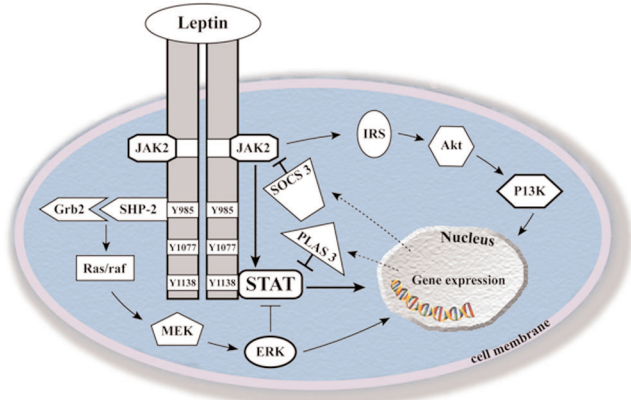 Leptin
JAK2 JAK2
IRS
Akt
P13K
SOCS 3
Grb2 SHP-2 Y985 Y985
Y1077 Y1077
PLAS 3
Nucleus
Gene expression
Ras/raf
Y1138 Y1138 STAT
MEK
ERK
cell membrane